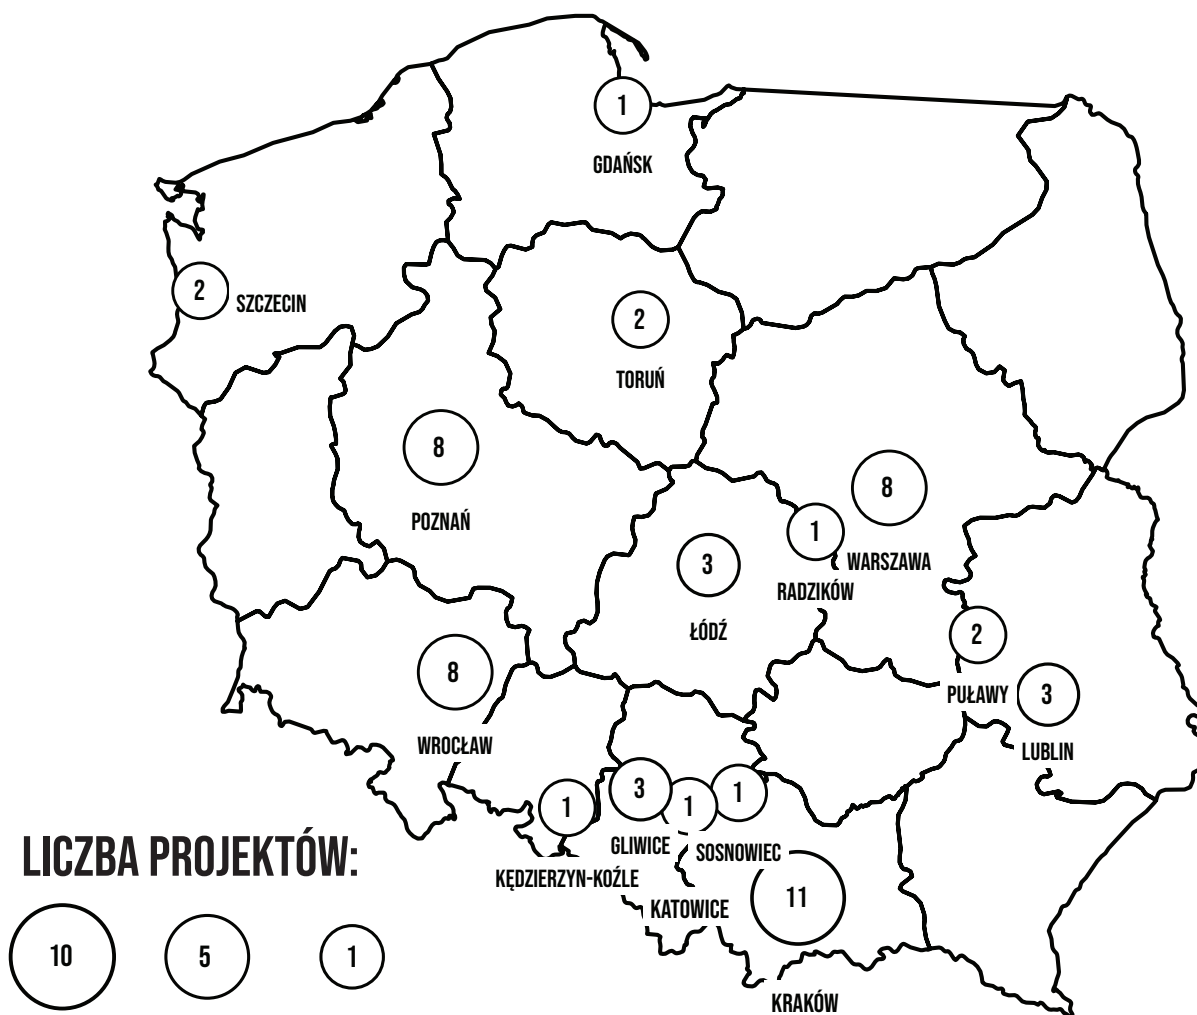 1
GDAŃSK
2
SZCZECIN
2
TORUŃ
8
POZNAŃ
8
WARSZAWA
1
RADZIKÓW
3
ŁÓDŹ
2
PUŁAWY
3
LUBLIN
8
WROCŁAW
1
KĘDZIERZYN-KOŹLE
3
GLIWICE
1
KATOWICE
1
SOSNOWIEC
11
KRAKÓW
LICZBA PROJEKTÓW:
10
5
1